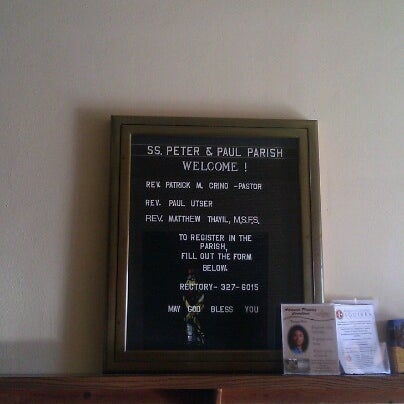 SS. PETER & PAUL PARISH
WELCOME !
REV. PATRICK M. CRINO -PASTOR
REV. PAUL UTSER
REV. MATTHEW THAYIL, M.S.F.S.
TO REGISTER IN THE
PARISH,
FILL OUT THE FORM
BELOW.
RECTORY- 327-6015
MAY GOD BLESS YOU